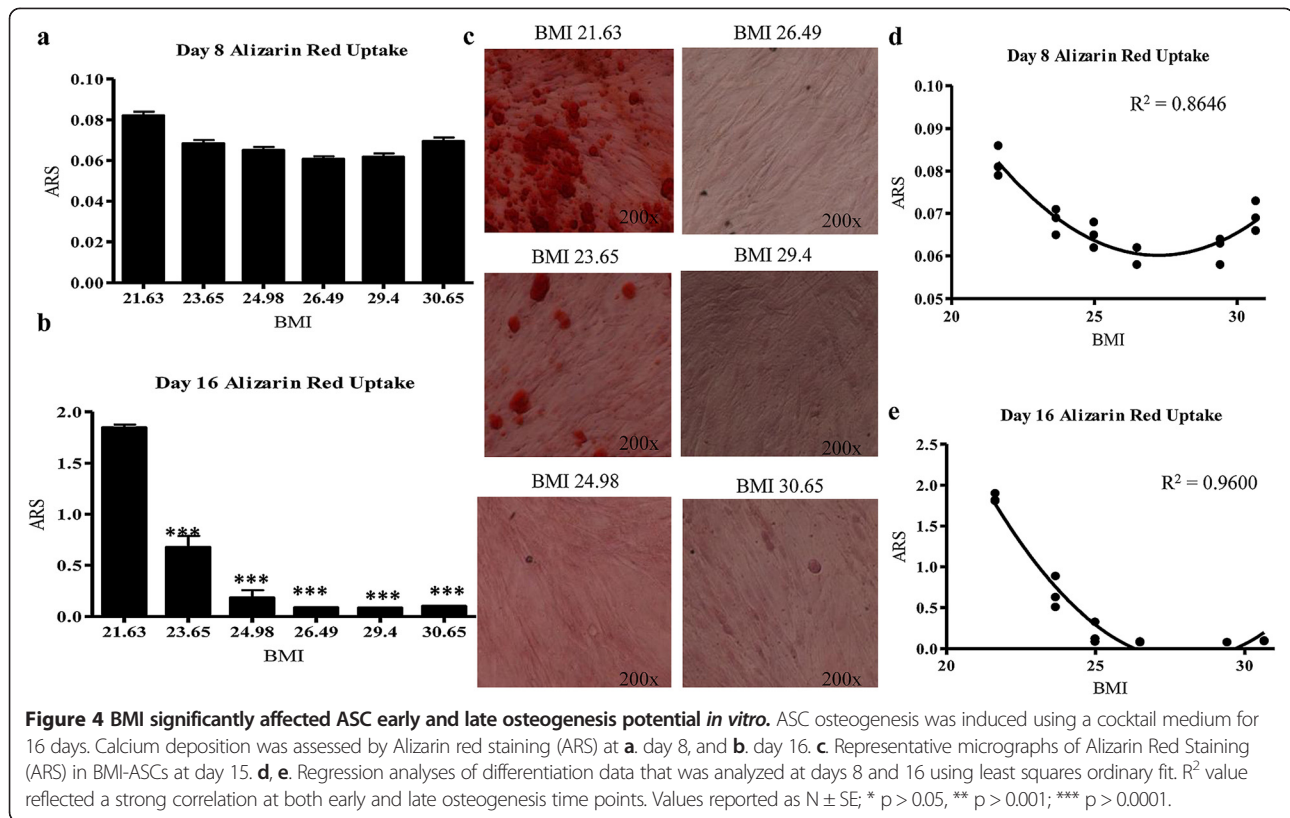 a
Day 8 Alizarin Red Uptake
ARS
0.10
0.08
0.06
0.04
0.02
0.00
21.63 23.65 24.98 26.49 29.4 30.65
BMI
b
Day 16 Alizarin Red Uptake
ARS
2.0
1.5
1.0
0.5
0.0
*** *** *** *** ***
21.63 23.65 24.98 26.49 29.4 30.65
BMI
c
BMI 21.63
200x
BMI 26.49
200x
BMI 23.65
200x
BMI 29.4
200x
BMI 24.98
200x
BMI 30.65
200x
d
Day 8 Alizarin Red Uptake
R² = 0.8646
ARS
0.10
0.09
0.08
0.07
0.06
0.05
20 25 30
BMI
e
Day 16 Alizarin Red Uptake
R² = 0.9600
ARS
2.5
2.0
1.5
1.0
0.5
0.0
20 25 30
BMI
Figure 4 BMI significantly affected ASC early and late osteogenesis potential in vitro. ASC osteogenesis was induced using a cocktail medium for
16 days. Calcium deposition was assessed by Alizarin red staining (ARS) at a. day 8, and b. day 16. c. Representative micrographs of Alizarin Red Staining
(ARS) in BMI-ASCs at day 15. d, e. Regression analyses of differentiation data that was analyzed at days 8 and 16 using least squares ordinary fit. R² value
reflected a strong correlation at both early and late osteogenesis time points. Values reported as N ± SE; * p > 0.05, ** p > 0.001; *** p > 0.0001.